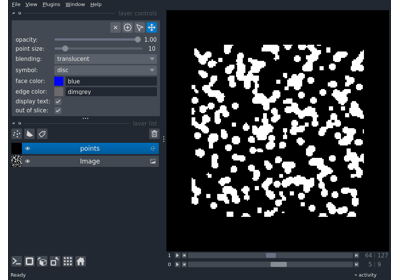 File View Plugins Window Help
layer controls
opacity: 1.00
point size: 10
blending: translucent
symbol: disc
face color: blue
edge color: dimgrey
display text:
out of slice:
layer list
points
Image
1 64 127
0 5 9
Ready activity